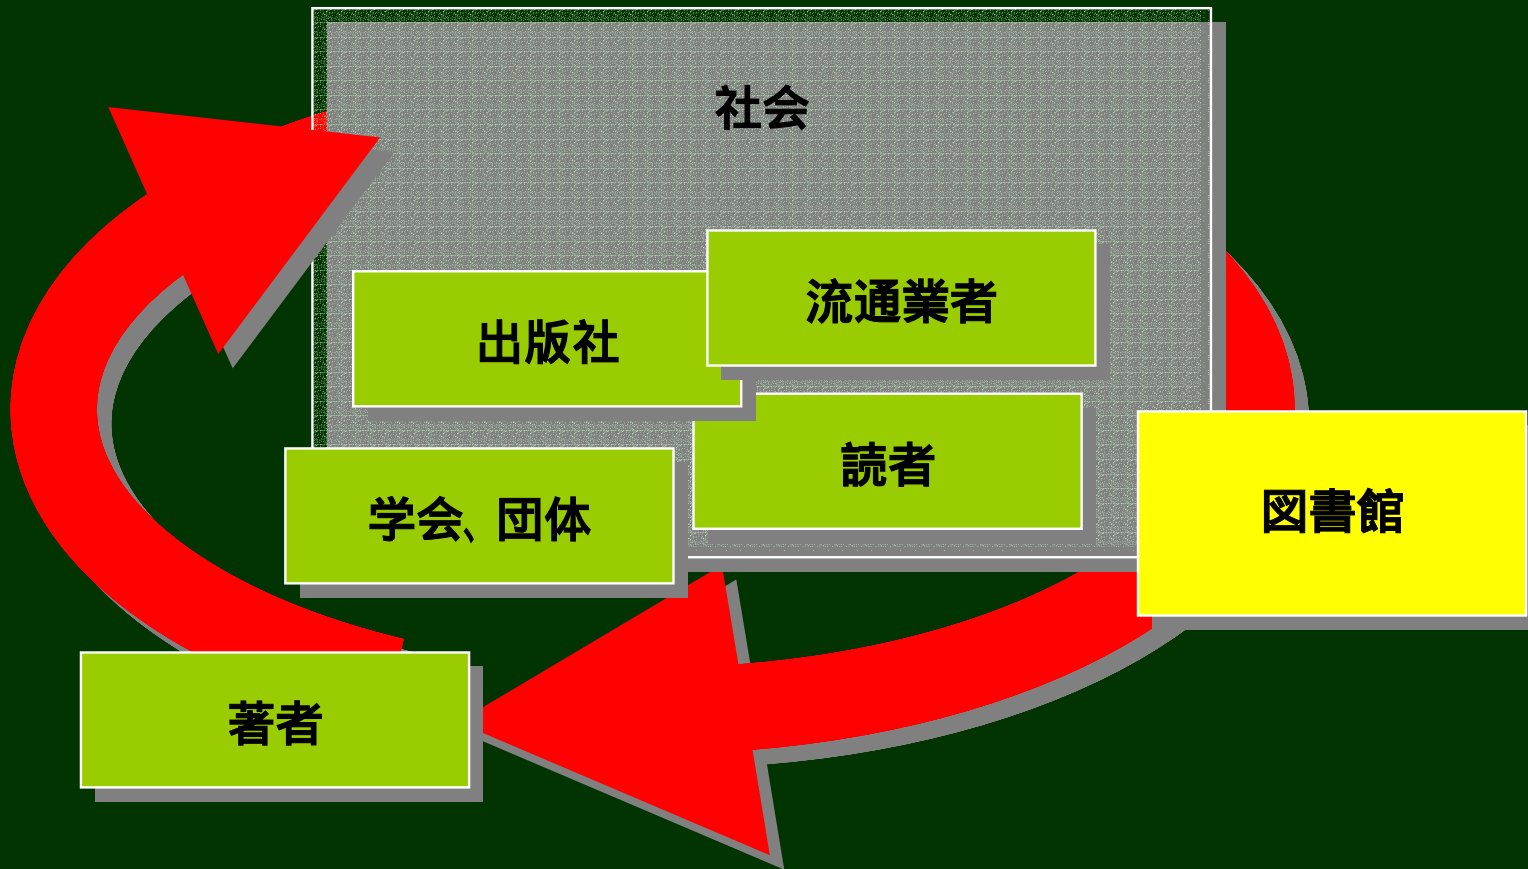 社会
流通業者
出版社
読者
学会、団体
図書館
著者